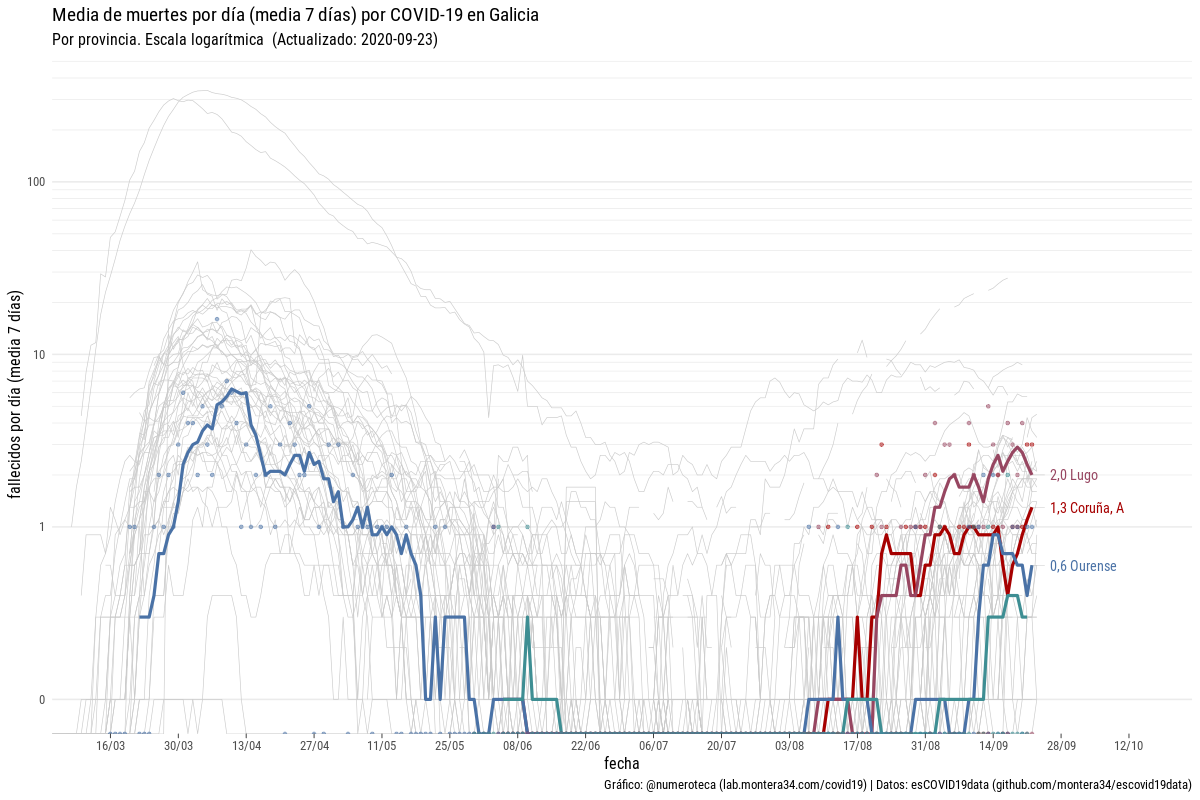 Media de muertes por día (media 7 días) por COVID-19 en Galicia
Por provincia. Escala logarítmica  (Actualizado: 2020-09-23)
fallecidos por día (media 7 días)
100
10
1
0
2,0 Lugo
1,3 Coruña, A
0,6 Ourense
16/03 30/03 13/04 27/04 11/05 25/05 08/06 22/06 06/07 20/07 03/08 17/08 31/08 14/09 28/09 12/10
fecha
Gráfico: @numeroteca (lab.montera34.com/covid19) | Datos: esCOVID19data (github.com/montera34/escovid19data)